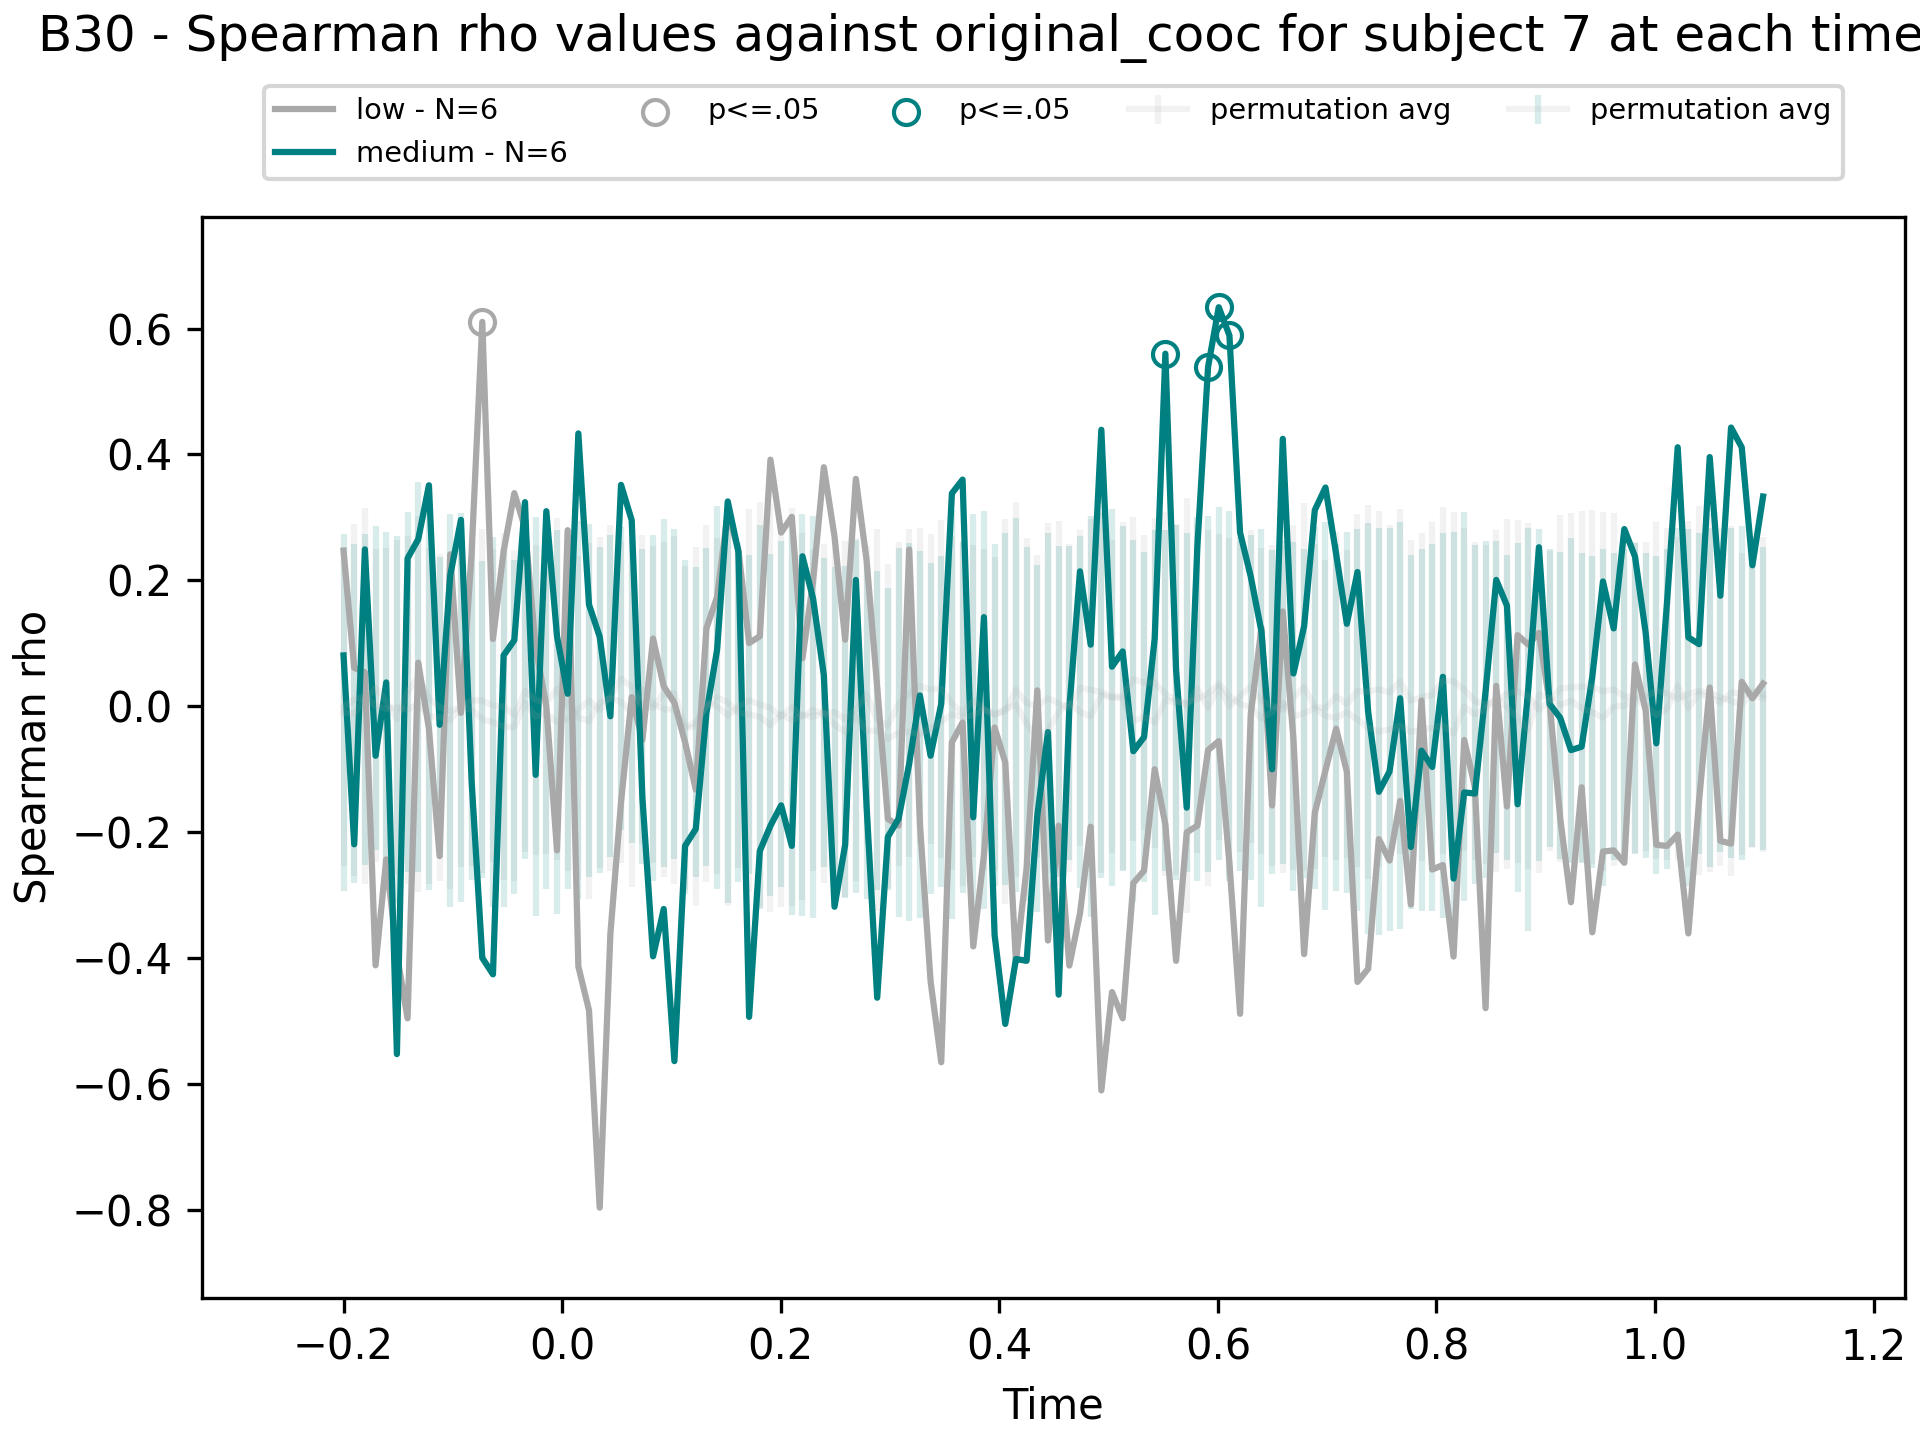 B30 - Spearman rho values against original_cooc for subject 7 at each time
low - N=6
medium - N=6
p<=.05
p<=.05
permutation avg
permutation avg
Spearman rho
0.6
0.4
0.2
0.0
−0.2
−0.4
−0.6
−0.8
−0.2 0.0 0.2 0.4 0.6 0.8 1.0 1.2
Time